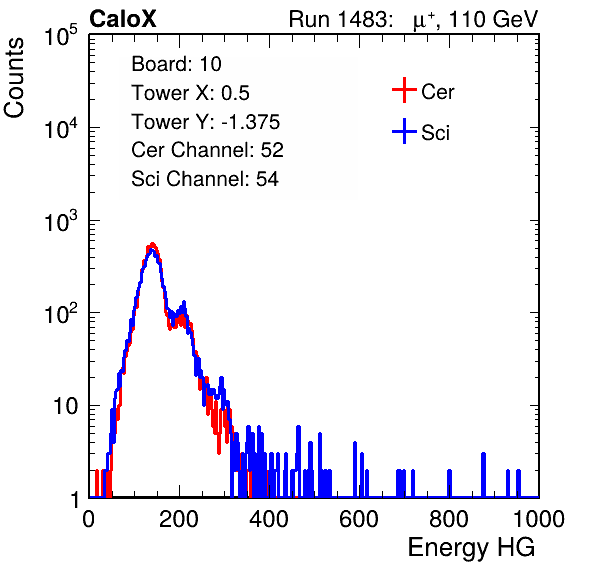 CaloX Run 1483: μ⁺, 110 GeV
Counts
10⁵
10⁴
10³
10²
10
1
Board: 10
Tower X: 0.5
Tower Y: -1.375
Cer Channel: 52
Sci Channel: 54
Cer
Sci
0 200 400 600 800 1000
Energy HG